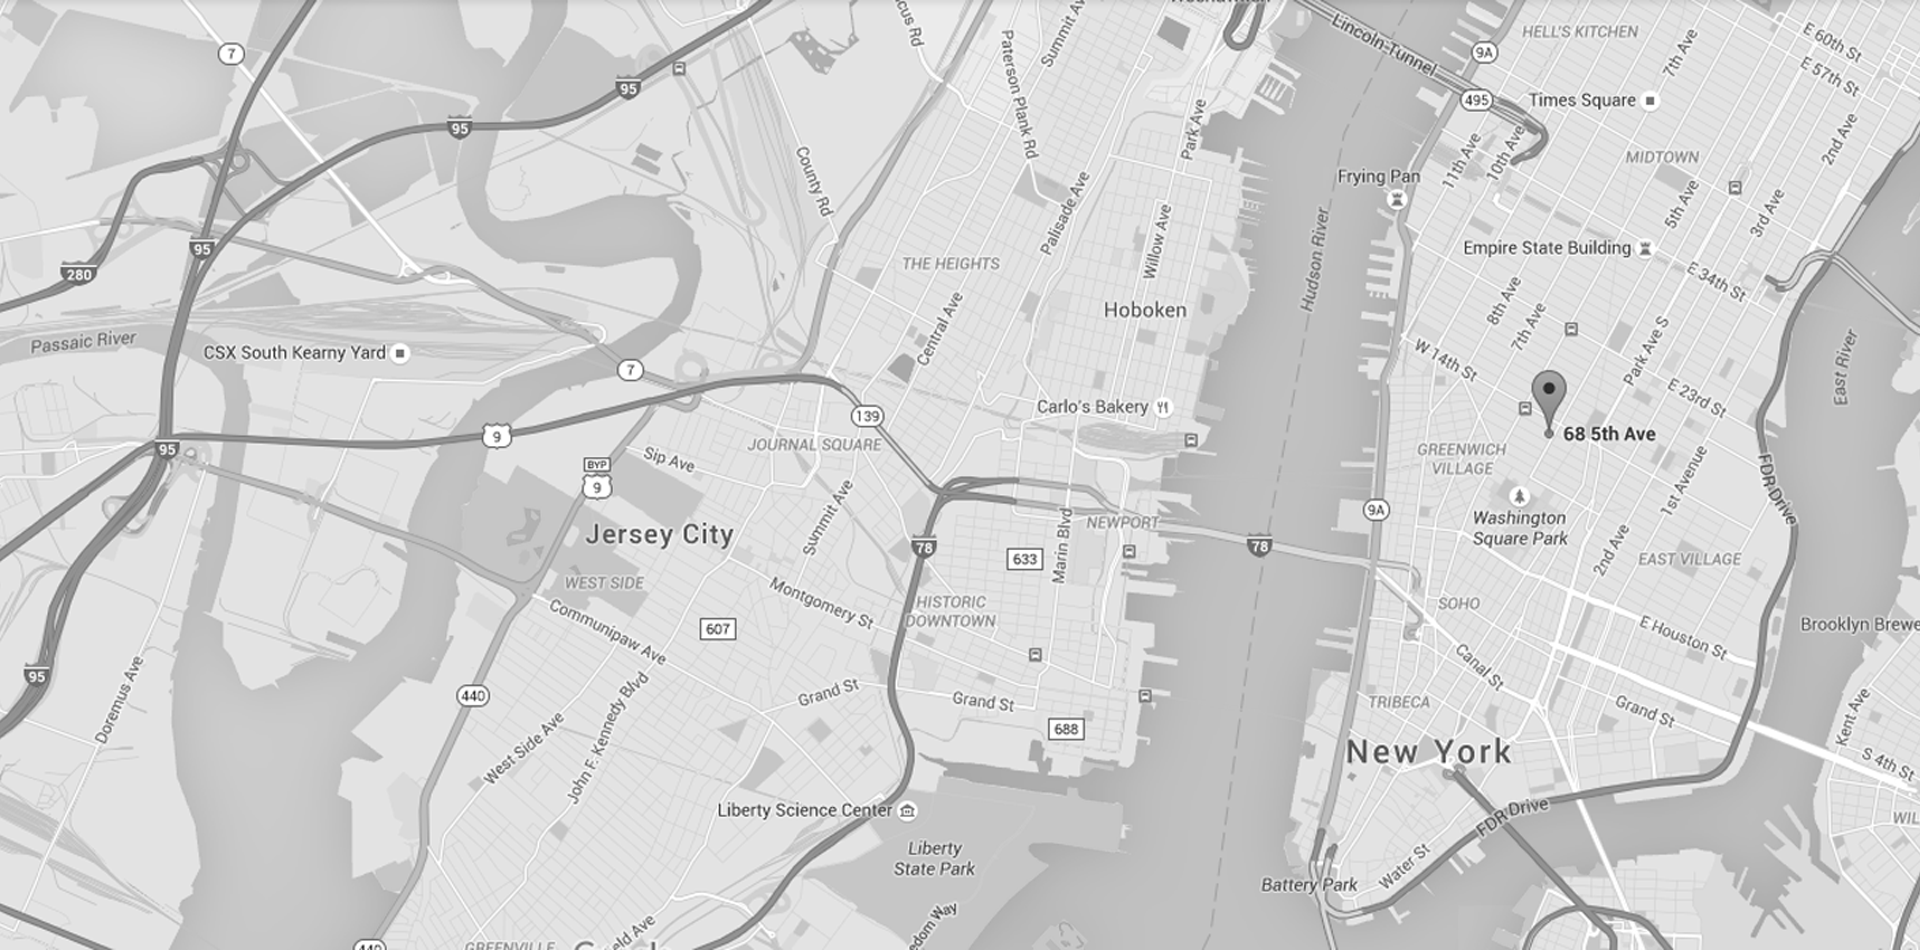 Lincoln Tunnel
9A
HELL'S KITCHEN
7th Ave
E 60th St
E 57th St
7
95
Paterson Plank Rd
Summit Av
Park Ave
495
Times Square
2nd Ave
95
County Rd
11th Ave
10th Ave
MIDTOWN
Frying Pan
Palisade Ave
Willow Ave
Hudson River
5th Ave
3rd Ave
95
280
THE HEIGHTS
Empire State Building
E 34th St
Hoboken
8th Ave
7th Ave
Park Ave S
Passaic River
CSX South Kearny Yard
7
Central Ave
W 14th St
East River
139
Carlo's Bakery
E 23rd St
68 5th Ave
9
95
JOURNAL SQUARE
GREENWICH
VILLAGE
Sip Ave
BYP
9
Summit Ave
1st Avenue
FDR Drive
9A
Washington
Square Park
Jersey City
NEWPORT
Marin Blvd
78
633
78
2nd Ave
EAST VILLAGE
WEST SIDE
Montgomery St
HISTORIC
DOWNTOWN
SOHO
Communipaw Ave
607
E Houston St
Brooklyn Brewe
95
Doremus Ave
440
John F. Kennedy Blvd
West Side Ave
Grand St
Grand St
688
TRIBECA
Canal St
Grand St
Kent Ave
New York
S 4th St
Liberty Science Center
FDR Drive
WIL
Liberty
State Park
Battery Park
Water St
440
GREENVILLE
eld Ave
edom Way